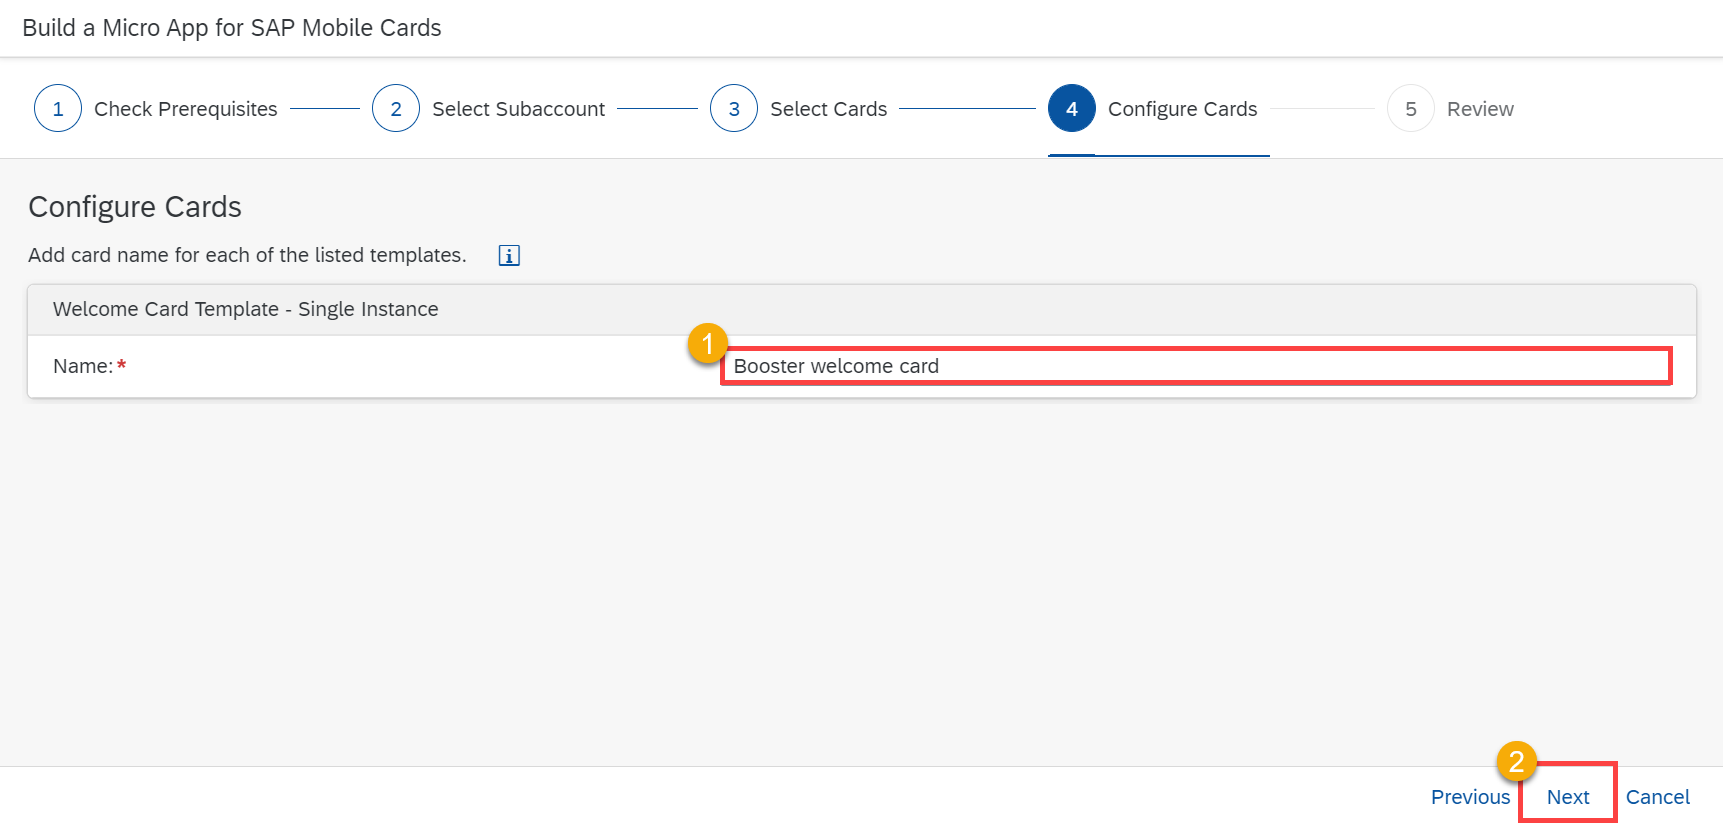 Build a Micro App for SAP Mobile Cards
1 Check Prerequisites 2 Select Subaccount 3 Select Cards 4 Configure Cards 5 Review
Configure Cards
Add card name for each of the listed templates. i
Welcome Card Template - Single Instance
1
Name:* Booster welcome card
2
Previous Next Cancel